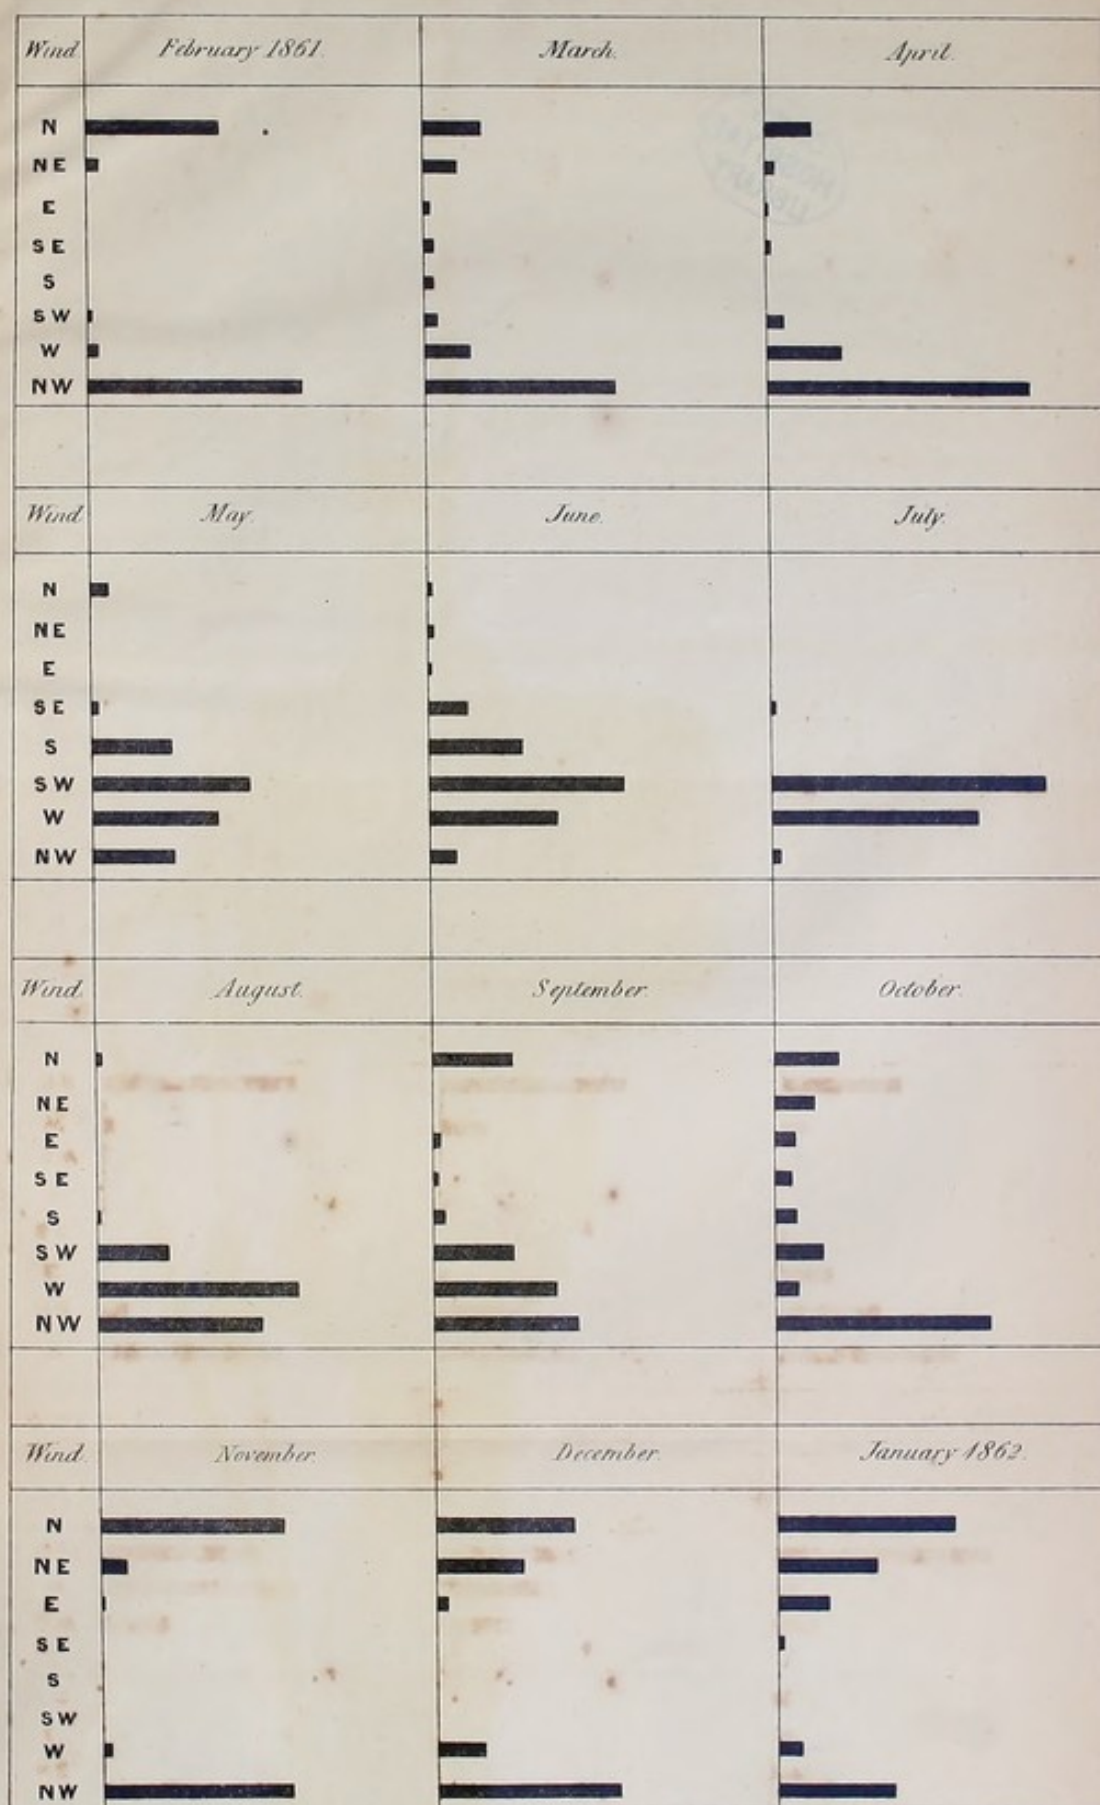 Wind February 1861. March. April.
N
NE
E
SE
S
SW
W
NW
Wind May. June. July.
N
NE
E
SE
S
SW
W
NW
Wind August. September. October.
N
NE
E
SE
S
SW
W
NW
Wind. November. December. January 1862.
N
NE
E
SE
S
SW
W
NW